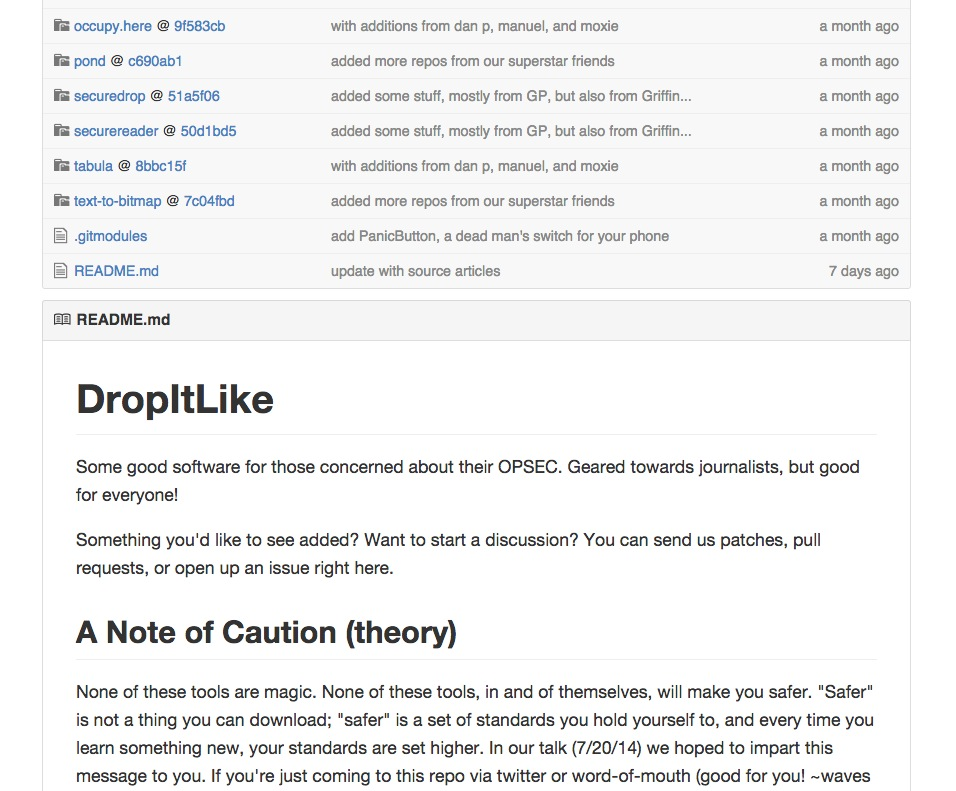 occupy.here @ 9f583cb with additions from dan p, manuel, and moxie a month ago
pond @ c690ab1 added more repos from our superstar friends a month ago
securedrop @ 51a5f06 added some stuff, mostly from GP, but also from Griffin... a month ago
securereader @ 50d1bd5 added some stuff, mostly from GP, but also from Griffin... a month ago
tabula @ 8bbc15f with additions from dan p, manuel, and moxie a month ago
text-to-bitmap @ 7c04fbd added more repos from our superstar friends a month ago
.gitmodules add PanicButton, a dead man's switch for your phone a month ago
README.md update with source articles 7 days ago
README.md
DropItLike
Some good software for those concerned about their OPSEC. Geared towards journalists, but good
for everyone!
Something you'd like to see added? Want to start a discussion? You can send us patches, pull
requests, or open up an issue right here.
A Note of Caution (theory)
None of these tools are magic. None of these tools, in and of themselves, will make you safer. "Safer"
is not a thing you can download; "safer" is a set of standards you hold yourself to, and every time you
learn something new, your standards are set higher. In our talk (7/20/14) we hoped to impart this
message to you. If you're just coming to this repo via twitter or word-of-mouth (good for you! ~waves